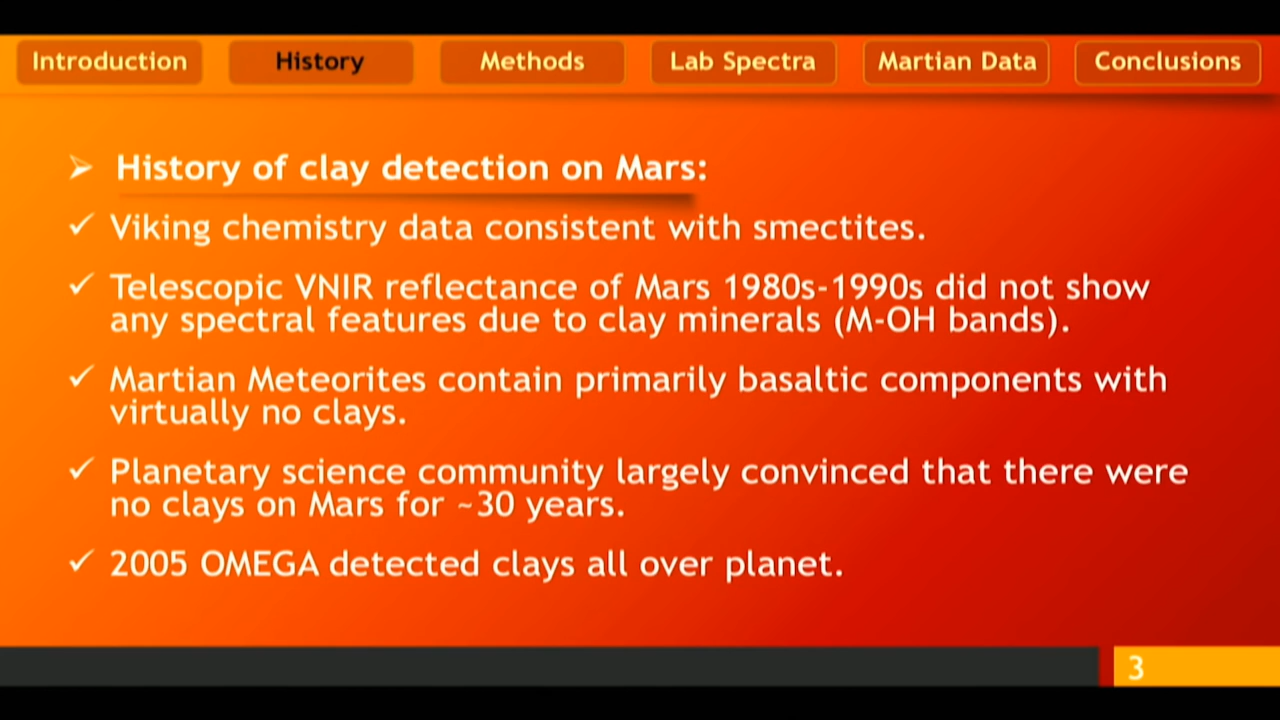 Introduction
History
Methods
Lab Spectra
Martian Data
Conclusions
History of clay detection on Mars:
Viking chemistry data consistent with smectites.
Telescopic VNIR reflectance of Mars 1980s-1990s did not show
any spectral features due to clay minerals (M-OH bands).
Martian Meteorites contain primarily basaltic components with
virtually no clays.
Planetary science community largely convinced that there were
no clays on Mars for ~30 years.
2005 OMEGA detected clays all over planet.
3